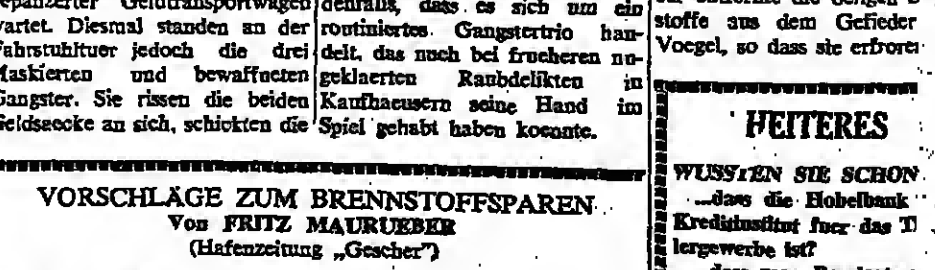 gepanzerter Geldtransportwagen
wartet. Diesmal standen an der
Fahrstuhltuer jedoch die drei
Maskierten und bewaffneten
Gangster. Sie rissen die beiden
Geldsaecke an sich, schickten die
denfalls, dass es sich um ein
routiniertes Gangstertrio han-
delt, das noch bei frueheren un-
geklaerten Raubdelikten in
Kaufhaeusern seine Hand im
Spiel gehabt haben koennte.
stoffe aus dem Gefieder
Voegel, so dass sie erfroren
VORSCHLÄGE ZUM BRENNSTOFFSPAREN
Von FRITZ MAURUEBER
(Hafenzeitung „Gescher”)
HEITERES
WUSSTEN SIE SCHON
...dass die Hobelbank
Kreditinstitut fuer das Ti
lergewerbe ist?